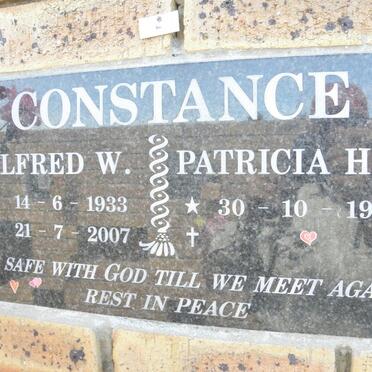 CONSTANCE
LFRED W. PATRICIA H
14 - 6 - 1933 ★ 30 - 10 - 19
21 - 7 - 2007 ✝
SAFE WITH GOD TILL WE MEET AGA
REST IN PEACE